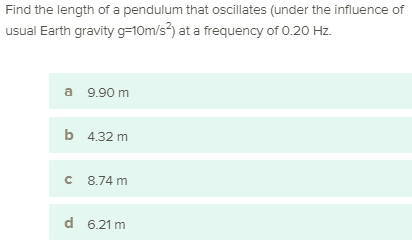 Find the length of a pendulum that oscillates (under the influence of
usual Earth gravity g=10m/s²) at a frequency of 0.20 Hz.
a 9.90 m
b 4.32 m
c 8.74 m
d 6.21 m